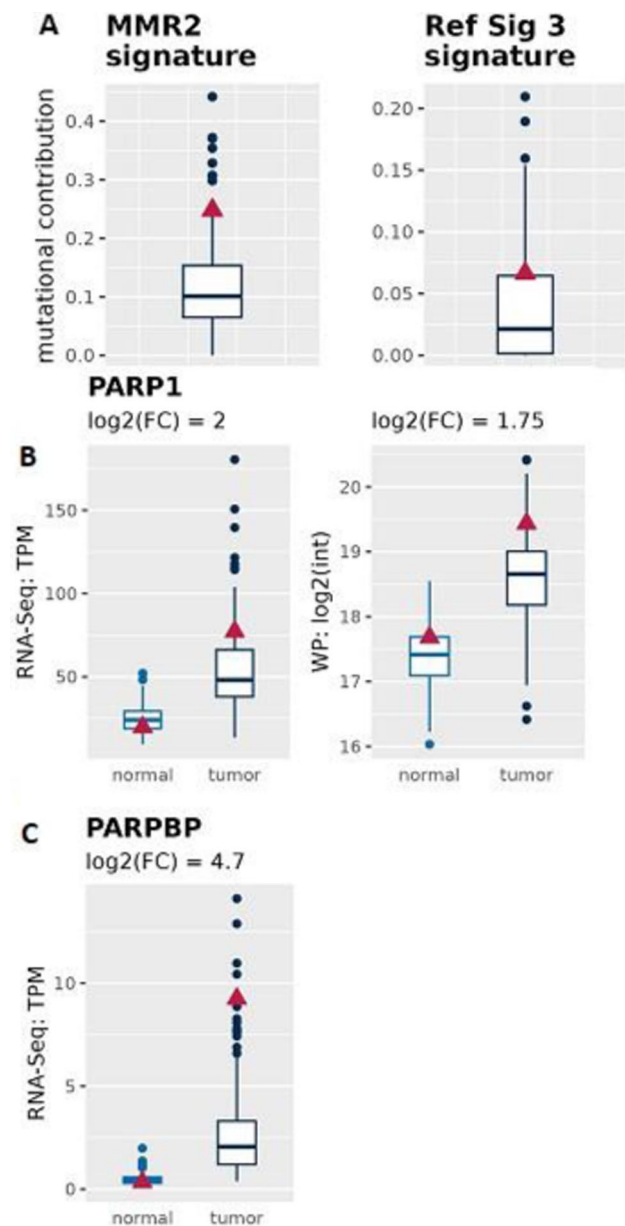 A
MMR2
signature
Ref Sig 3
signature
mutational contribution
0.4
0.3
0.2
0.1
0.0
0.20
0.15
0.10
0.05
0.00
PARP1
log2(FC) = 2
log2(FC) = 1.75
B
RNA-Seq: TPM
150
100
50
normal
tumor
WP: log2(int)
20
19
18
17
16
normal
tumor
C
PARPBP
log2(FC) = 4.7
RNA-Seq: TPM
10
5
0
normal
tumor